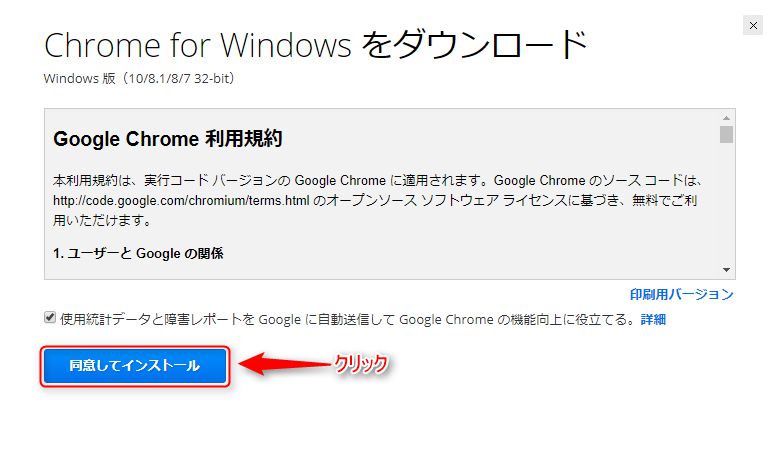 Chrome for Windows をダウンロード
Windows 版（10/8.1/8/7 32-bit）
Google Chrome 利用規約
本利用規約は、実行コード バージョンの Google Chrome に適用されます。Google Chrome のソース コードは、
http://code.google.com/chromium/terms.html のオープンソース ソフトウェア ライセンスに基づき、無料でご利
用いただけます。
1. ユーザーと Google の関係
印刷用バージョン
使用統計データと障害レポートを Google に自動送信して Google Chrome の機能向上に役立てる。詳細
同意してインストール
クリック